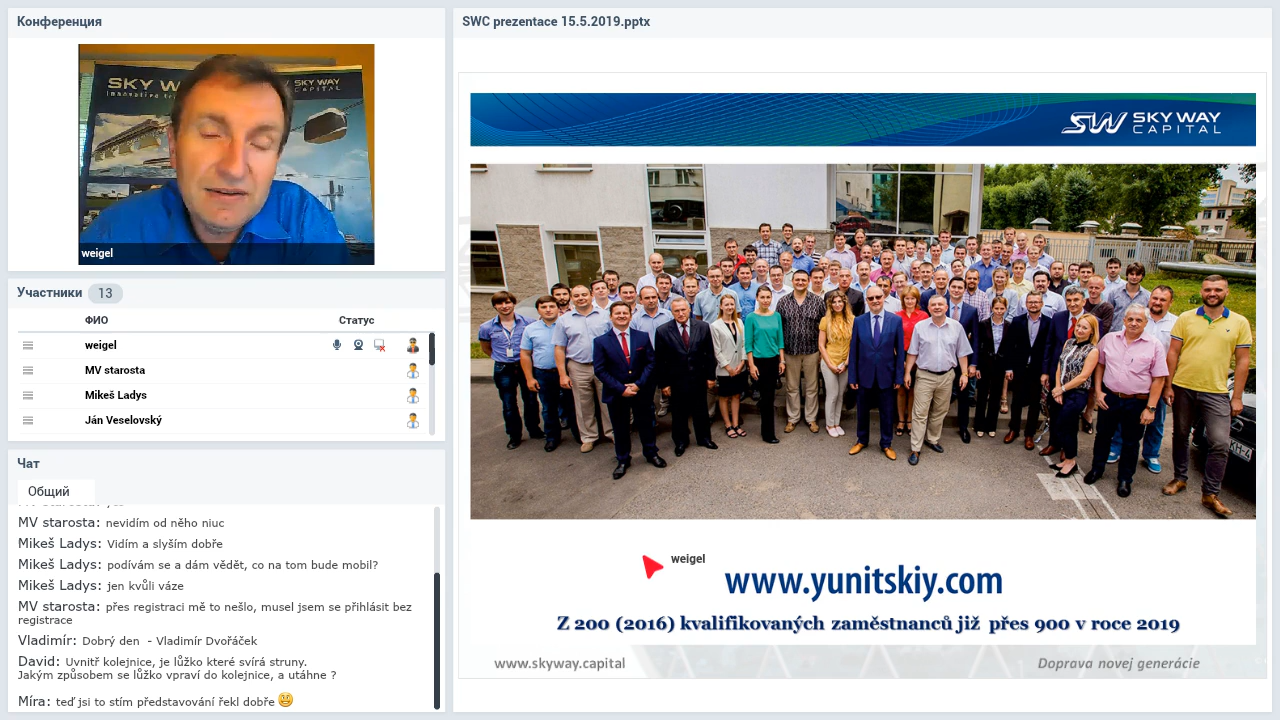 Конференция
SKY W
innovative tr
SKY WAY
CAPITAL
weigel
Участники 13
ФИО Статус
weigel
MV starosta
Mikeš Ladys
Ján Veselovský
Чат
Общий
MV starosta: nevidím od něho niuc
Mikeš Ladys: Vidím a slyším dobře
Mikeš Ladys: podívám se a dám vědět, co na tom bude mobil?
Mikeš Ladys: jen kvůli váze
MV starosta: přes registraci mě to nešlo, musel jsem se přihlásit bez
registrace
Vladimír: Dobrý den - Vladimír Dvořáček
David: Uvnitř kolejnice, je lůžko které svírá struny.
Jakým způsobem se lůžko vpraví do kolejnice, a utáhne ?
Míra: teď jsi to stím představování řekl dobře
SWC prezentace 15.5.2019.pptx
SW SKY WAY
CAPITAL
weigel
www.yunitskiy.com
Z 200 (2016) kvalifikovaných zaměstnanců již přes 900 v roce 2019
www.skyway.capital
Doprava novej generácie